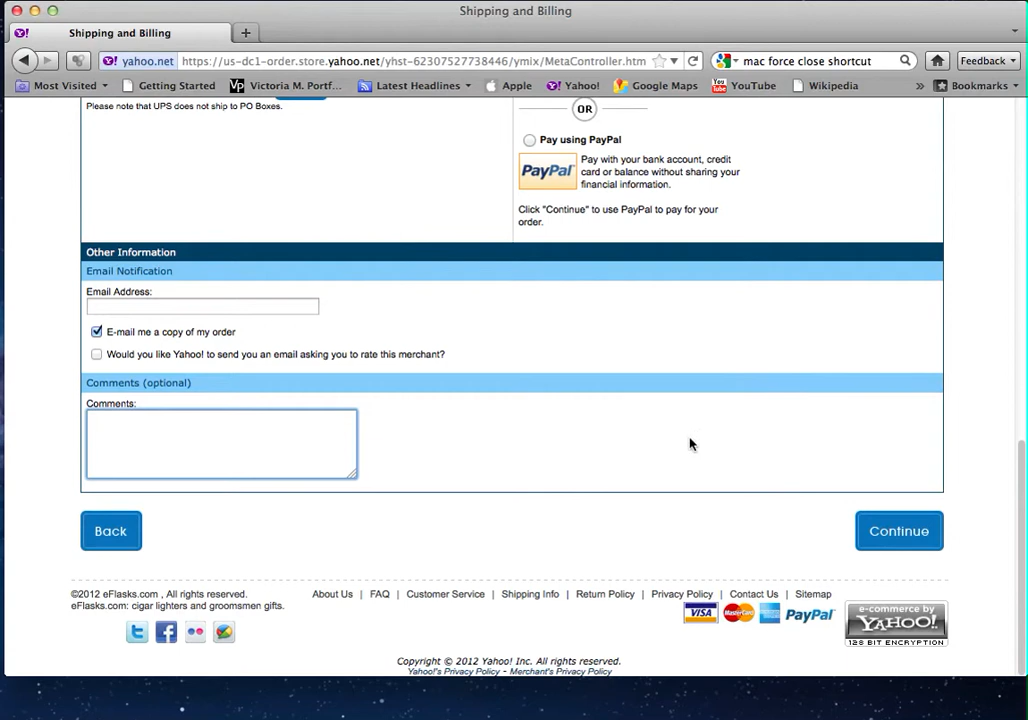 Shipping and Billing
Shipping and Billing
yahoo.net https://us-dc1-order.store.yahoo.net/yhst-62307527738446/ymix/MetaController.htm mac force close shortcut Feedback
Most Visited Getting Started Victoria M. Portf... Latest Headlines Apple Yahoo! Google Maps YouTube Wikipedia » Bookmarks
Please note that UPS does not ship to PO Boxes.
OR
Pay using PayPal
PayPal
Pay with your bank account, credit
card or balance without sharing your
financial information.
Click "Continue" to use PayPal to pay for your
order.
Other Information
Email Notification
Email Address:
E-mail me a copy of my order
Would you like Yahoo! to send you an email asking you to rate this merchant?
Comments (optional)
Comments:
Back
Continue
©2012 eFlasks.com , All rights reserved.
eFlasks.com: cigar lighters and groomsmen gifts.
About Us | FAQ | Customer Service | Shipping Info | Return Policy | Privacy Policy | Contact Us | Sitemap
VISA MasterCard PayPal
e-commerce by
YAHOO!
128 BIT ENCRYPTION
Copyright © 2012 Yahoo! Inc. All rights reserved.
Yahoo!'s Privacy Policy - Merchant's Privacy Policy